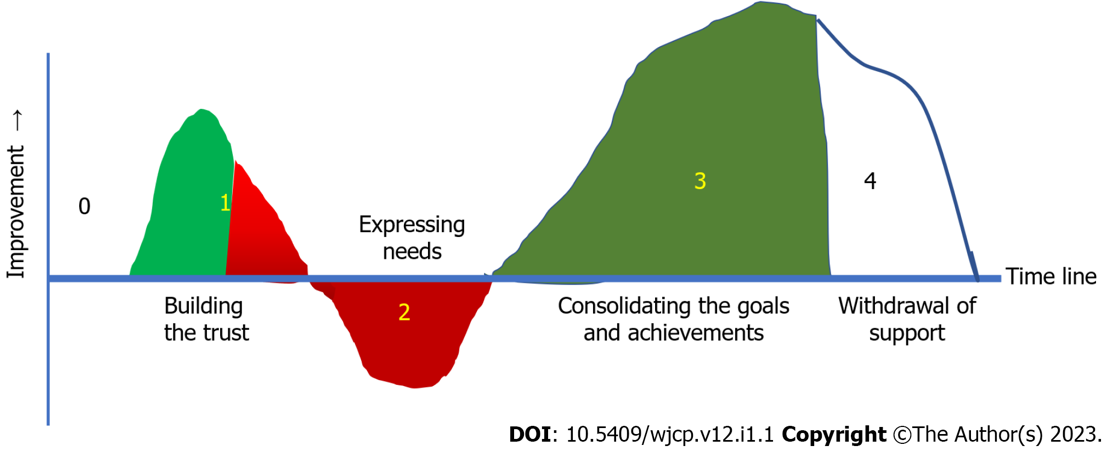 Improvement →
0
1
Expressing
needs
2
3
4
Time line
Building
the trust
Consolidating the goals
and achievements
Withdrawal of
support
DOI: 10.5409/wjcp.v12.i1.1 Copyright ©The Author(s) 2023.